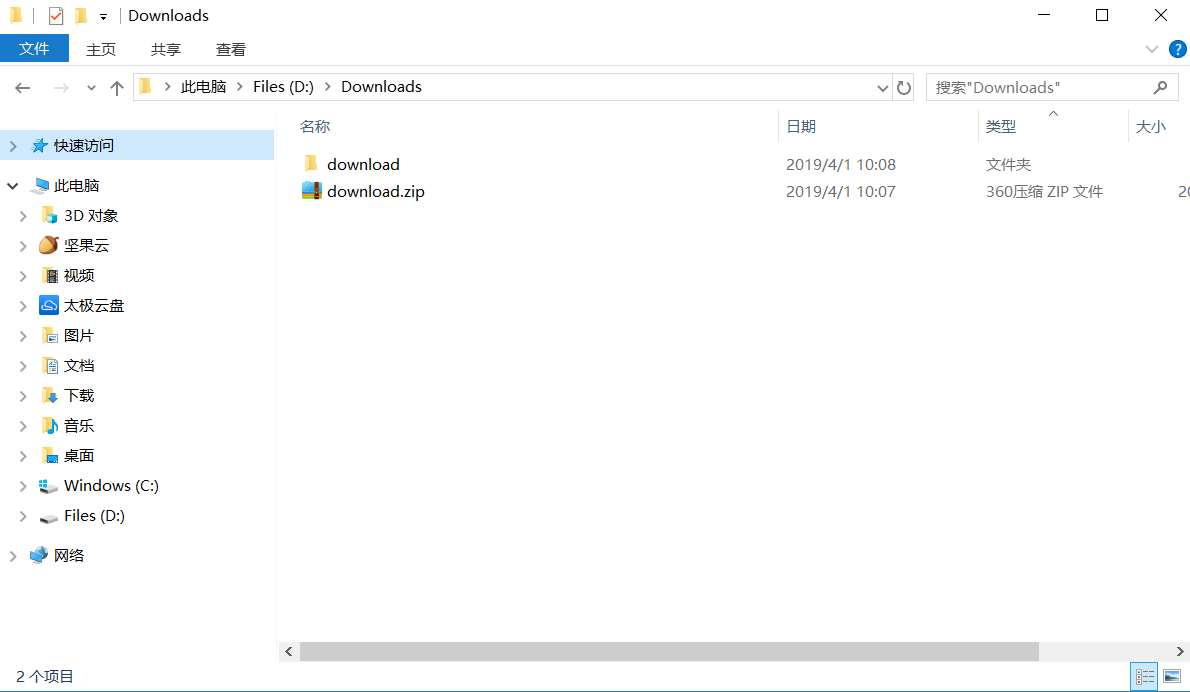 Downloads
文件 主页 共享 查看
此电脑 Files (D:) Downloads 搜索"Downloads"
名称 日期 类型 大小
快速访问
download 2019/4/1 10:08 文件夹
此电脑
download.zip 2019/4/1 10:07 360压缩 ZIP 文件
3D 对象
坚果云
视频
太极云盘
图片
文档
下载
音乐
桌面
Windows (C:)
Files (D:)
网络
2 个项目